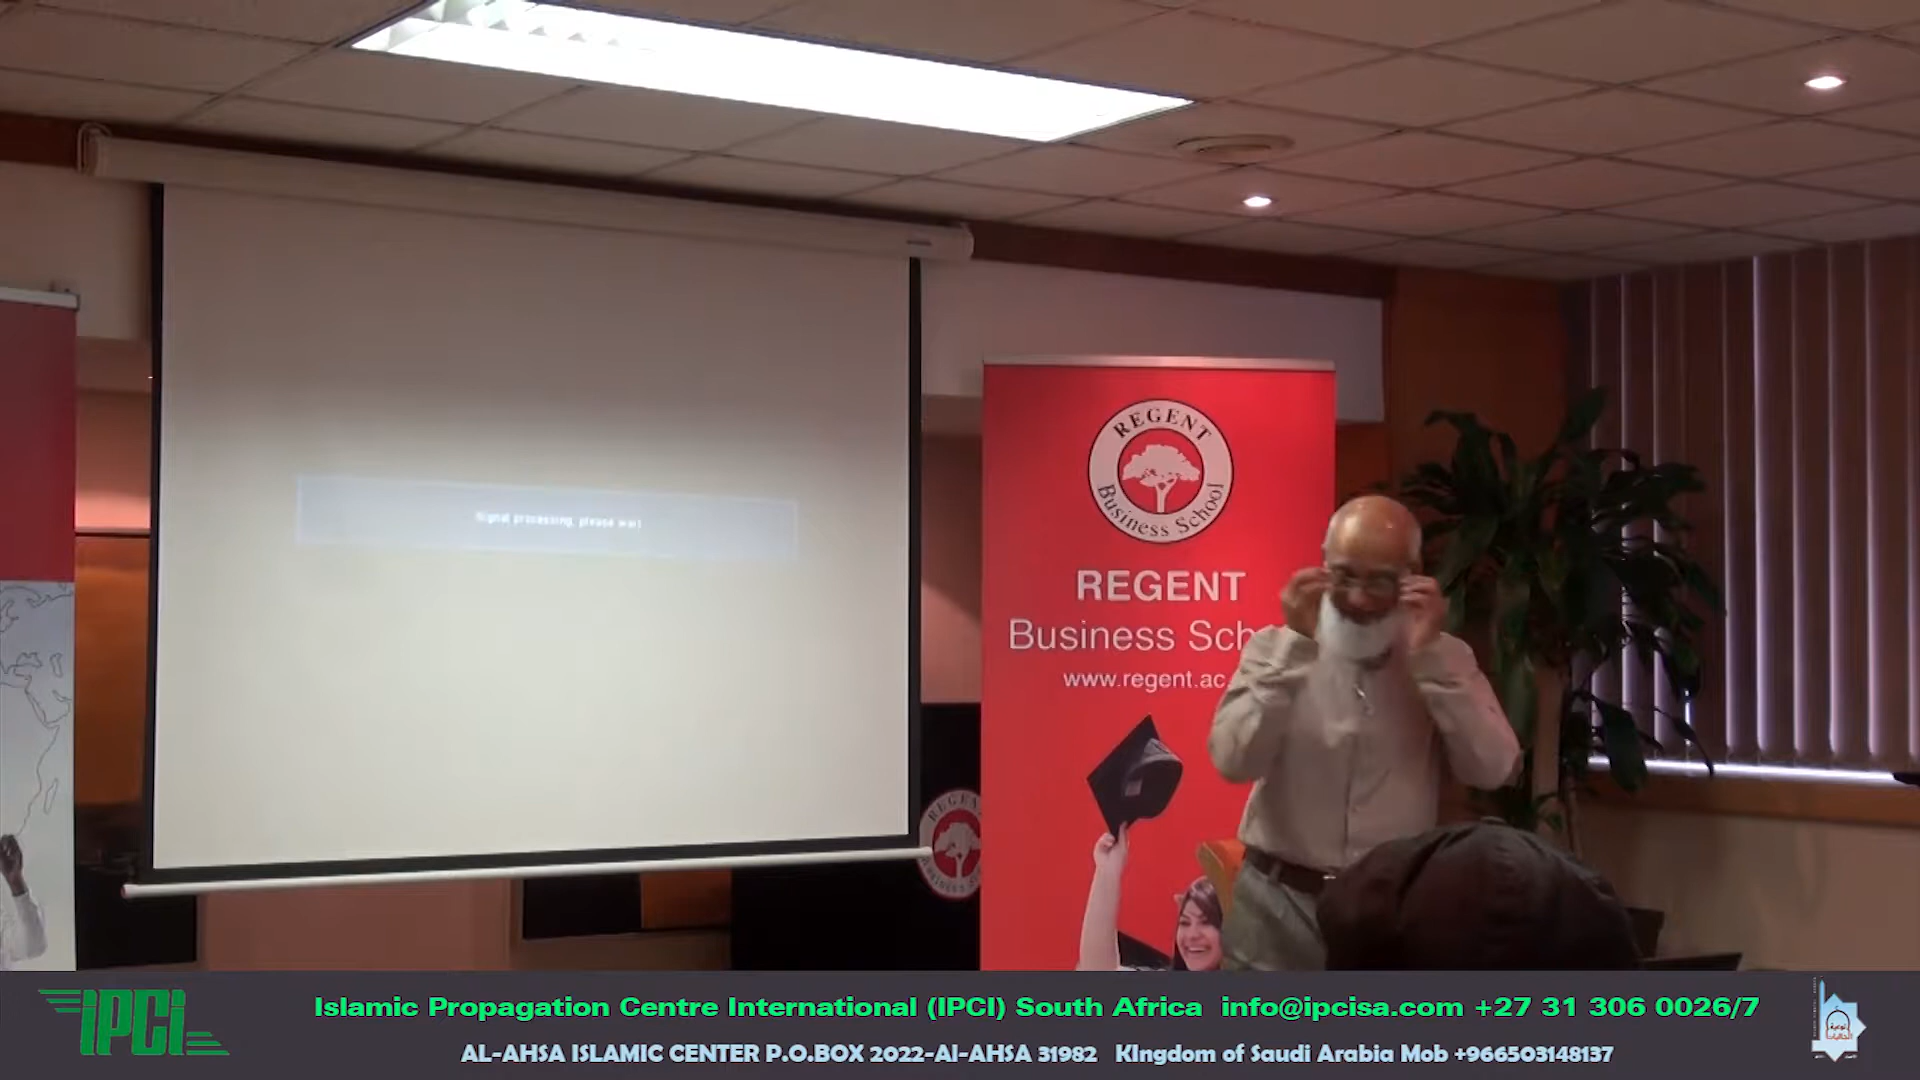 Signal processing, please wait
REGENT
Business School
REGENT
Business Sch
www.regent.ac.
REGENT
IPCI
Islamic Propagation Centre International (IPCI) South Africa info@ipcisa.com +27 31 306 0026/7
AL-AHSA ISLAMIC CENTER P.O.BOX 2022-Al-AHSA 31982 KIngdom of Saudi Arabia Mob +966503148137